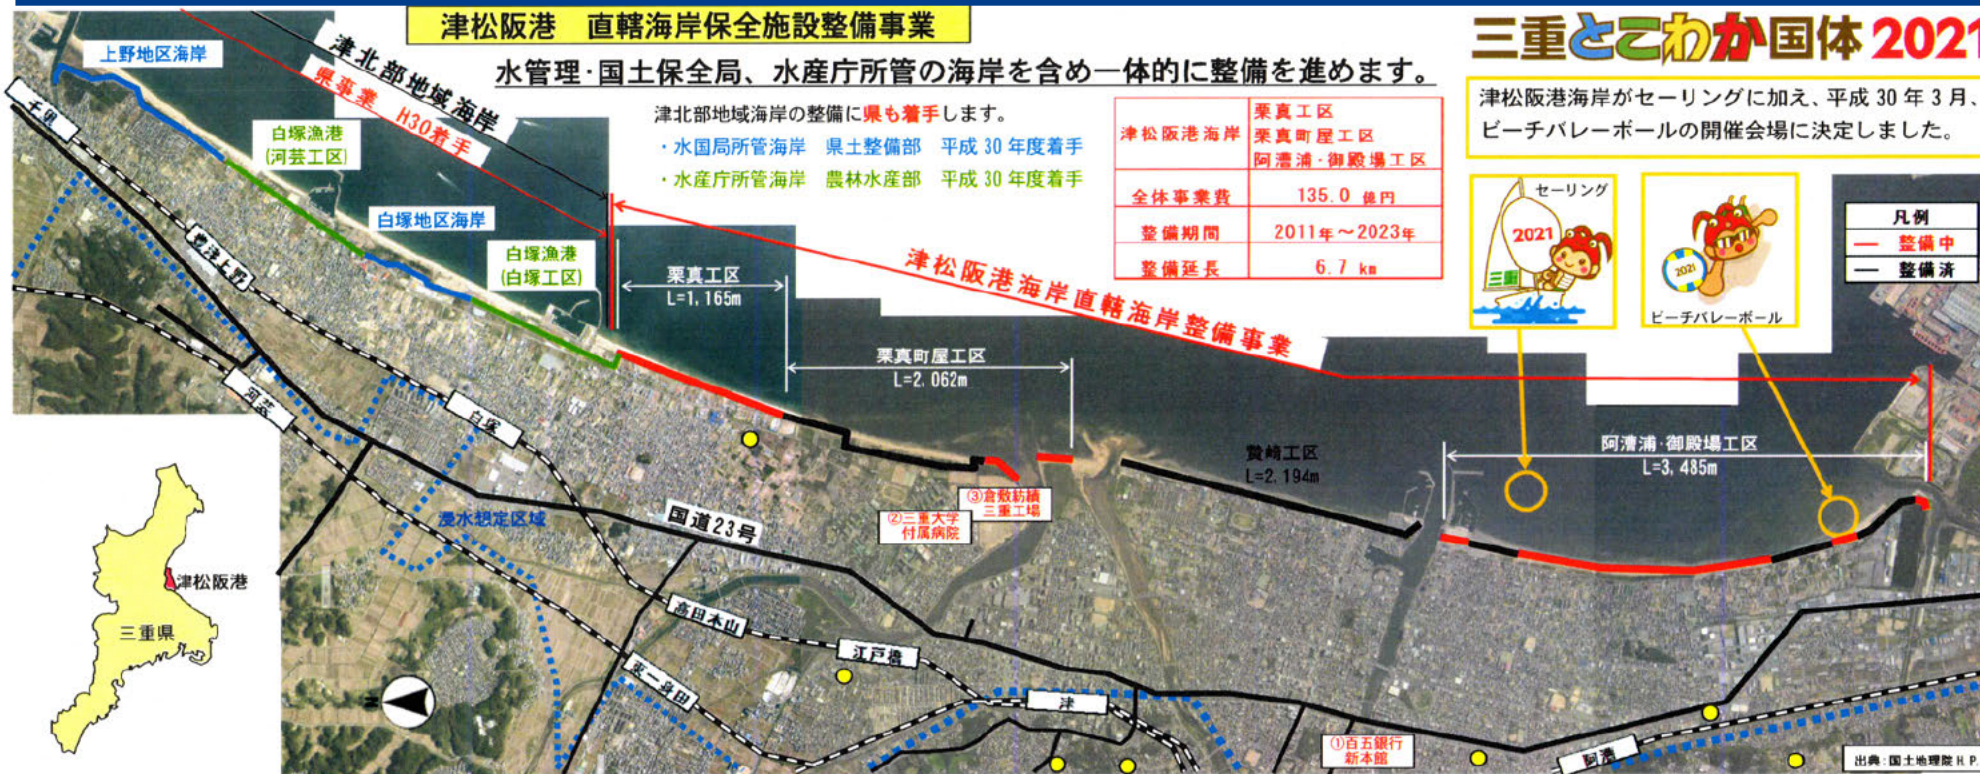 津松阪港 直轄海岸保全施設整備事業
水管理・国土保全局、水産庁所管の海岸を含め一体的に整備を進めます。
津北部地域海岸の整備に県も着手します。
・水国局所管海岸 県土整備部 平成30年度着手
・水産庁所管海岸 農林水産部 平成30年度着手
津松阪港海岸
栗真工区
栗真町屋工区
阿漕浦・御殿場工区
全体事業費 135.0 億円
整備期間 2011年～2023年
整備延長 6.7 km
三重とこわか国体 2021
津松阪港海岸がセーリングに加え、平成30年3月、
ビーチバレーボールの開催会場に決定しました。
セーリング
2021
三重
2021
ビーチバレーボール
凡例
整備中
整備済
上野地区海岸
津北部地域海岸
県事業 H30着手
白塚漁港
(河芸工区)
白塚地区海岸
白塚漁港
(白塚工区)
栗真工区
L=1,165m
津松阪港海岸直轄海岸整備事業
栗真町屋工区
L=2,062m
贄崎工区
L=2,194m
阿漕浦・御殿場工区
L=3,485m
千里
豊津上野
河芸
白塚
浸水想定区域
国道23号
②三重大学
付属病院
③倉敷紡績
三重工場
高田本山
江戸橋
東一身田
津
①百五銀行
新本館
阿漕
津松阪港
三重県
N
出典:国土地理院H.P